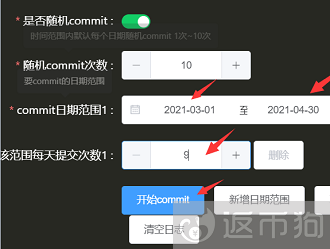 * 是否随机commit：
时间范围内默认每个日期随机commit 1次~10次
* 随机commit次数： — 10 +
要commit的日期范围
* commit日期范围1： 2021-03-01 至 2021-04-30
该范围每天提交次数1： — 9 + 删除
开始commit 新增日期范围
清空日志
返币狗